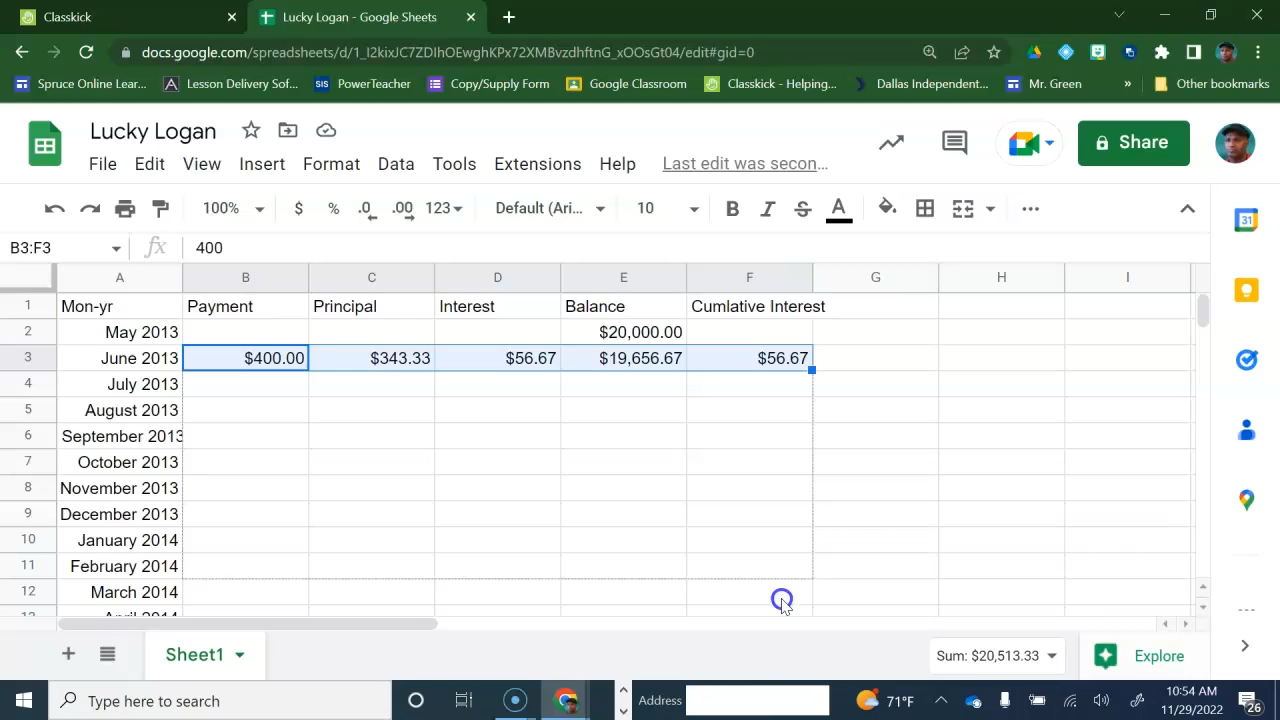 Classkick
Lucky Logan - Google Sheets
docs.google.com/spreadsheets/d/1_I2kixJC7ZDIhOEwghKPx72XMBvzdhftnG_xOOsGt04/edit#gid=0
Spruce Online Lear...
Lesson Delivery Sof...
SIS PowerTeacher
Copy/Supply Form
Google Classroom
Classkick - Helping...
Dallas Independent...
Mr. Green
»
Other bookmarks
Lucky Logan
File Edit View Insert Format Data Tools Extensions Help Last edit was secon...
Share
100% $ % .0 .00 123 Default (Ari... 10 B I S A
B3:F3 fx 400
A B C D E F G H I
1 Mon-yr Payment Principal Interest Balance Cumlative Interest
2 May 2013 $20,000.00
3 June 2013 $400.00 $343.33 $56.67 $19,656.67 $56.67
4 July 2013
5 August 2013
6 September 2013
7 October 2013
8 November 2013
9 December 2013
10 January 2014
11 February 2014
12 March 2014
31
Sheet1
Sum: $20,513.33
Explore
Type here to search
Address
71°F
10:54 AM
11/29/2022
26